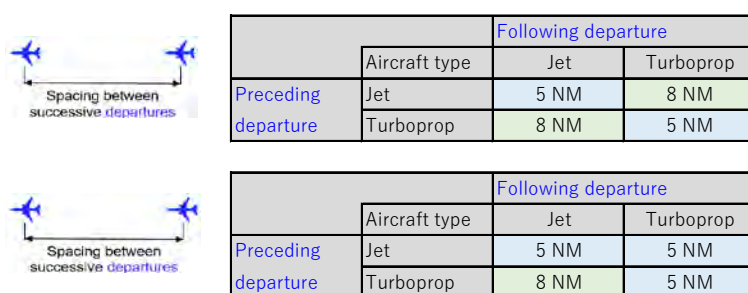 Following departure
Aircraft type Jet Turboprop
Preceding Jet 5 NM 8 NM
departure Turboprop 8 NM 5 NM
Spacing between
successive departures
Following departure
Aircraft type Jet Turboprop
Preceding Jet 5 NM 5 NM
departure Turboprop 8 NM 5 NM
Spacing between
successive departures